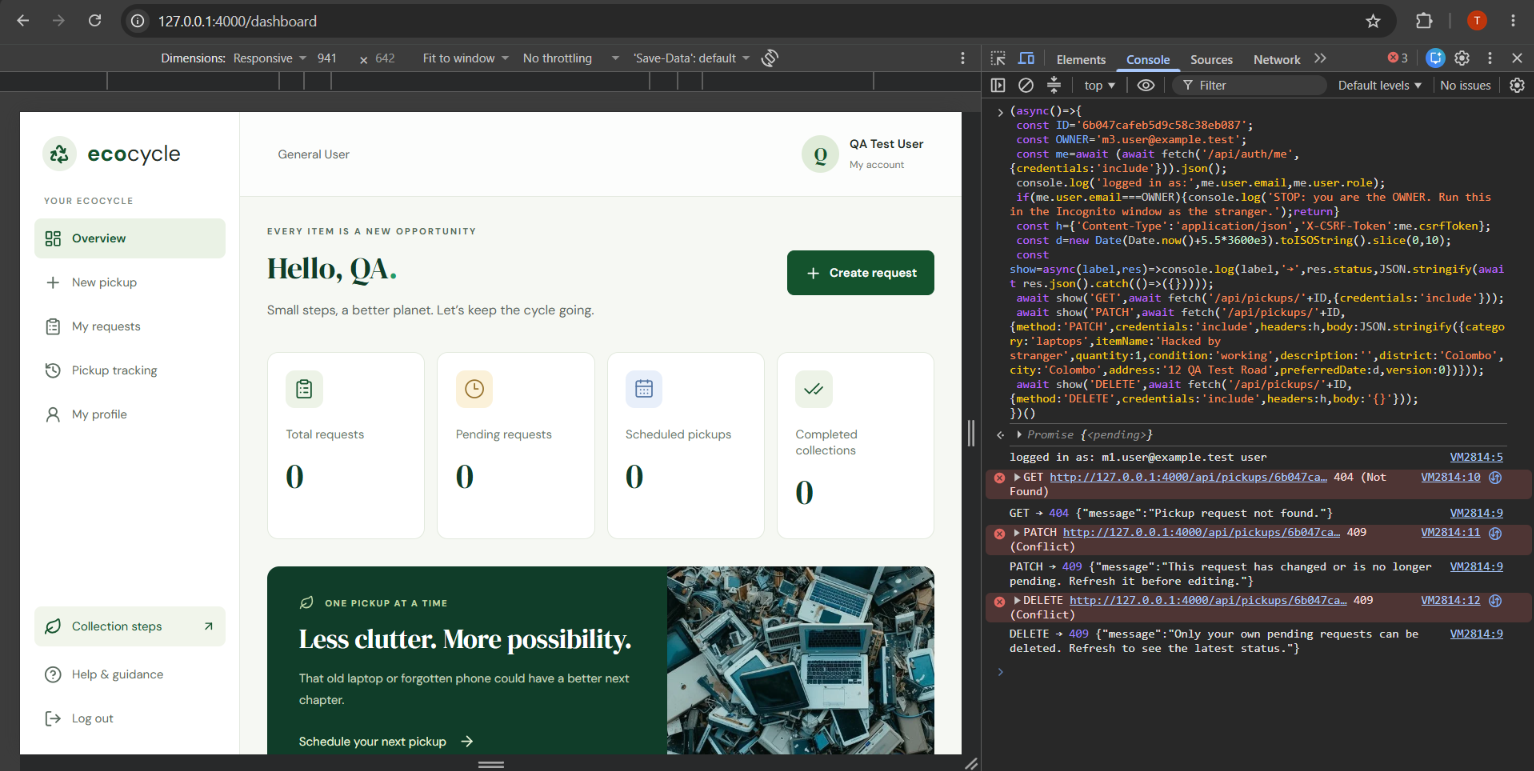 127.0.0.1:4000/dashboard
T
Dimensions: Responsive 941 × 642 Fit to window No throttling 'Save-Data': default
Elements Console Sources Network 3
top Filter Default levels No issues
ecocycle
YOUR ECOCYCLE
Overview
New pickup
My requests
Pickup tracking
My profile
Collection steps
Help & guidance
Log out
General User
Q
QA Test User
My account
EVERY ITEM IS A NEW OPPORTUNITY
Hello, QA.
Small steps, a better planet. Let's keep the cycle going.
Create request
Total requests
0
Pending requests
0
Scheduled pickups
0
Completed
collections
0
ONE PICKUP AT A TIME
Less clutter. More possibility.
That old laptop or forgotten phone could have a better next
chapter.
Schedule your next pickup →
(async()=>{
const ID='6b047cafeb5d9c58c38eb087';
const OWNER='m3.user@example.test';
const me=await (await fetch('/api/auth/me',
{credentials:'include'})).json();
console.log('logged in as:',me.user.email,me.user.role);
if(me.user.email===OWNER){console.log('STOP: you are the OWNER. Run this
in the Incognito window as the stranger.');return}
const h={'Content-Type':'application/json','X-CSRF-Token':me.csrfToken};
const d=new Date(Date.now()+5.5*3600e3).toISOString().slice(0,10);
const
show=async(label,res)=>console.log(label,'→',res.status,JSON.stringify(awai
t res.json().catch(()=>({}))));
await show('GET',await fetch('/api/pickups/'+ID,{credentials:'include'}));
await show('PATCH',await fetch('/api/pickups/'+ID,
{method:'PATCH',credentials:'include',headers:h,body:JSON.stringify({catego
ry:'laptops',itemName:'Hacked by
stranger',quantity:1,condition:'working',description:'',district:'Colombo',
city:'Colombo',address:'12 QA Test Road',preferredDate:d,version:0})}));
await show('DELETE',await fetch('/api/pickups/'+ID,
{method:'DELETE',credentials:'include',headers:h,body:'{}'}));
})()
Promise {<pending>}
logged in as: m1.user@example.test user VM2814:5
GET http://127.0.0.1:4000/api/pickups/6b047ca… 404 (Not VM2814:10
Found)
GET → 404 {"message":"Pickup request not found."} VM2814:9
PATCH http://127.0.0.1:4000/api/pickups/6b047ca… 409 VM2814:11
(Conflict)
PATCH → 409 {"message":"This request has changed or is no longer VM2814:9
pending. Refresh it before editing."}
DELETE http://127.0.0.1:4000/api/pickups/6b047ca… 409 VM2814:12
(Conflict)
DELETE → 409 {"message":"Only your own pending requests can be VM2814:9
deleted. Refresh to see the latest status."}